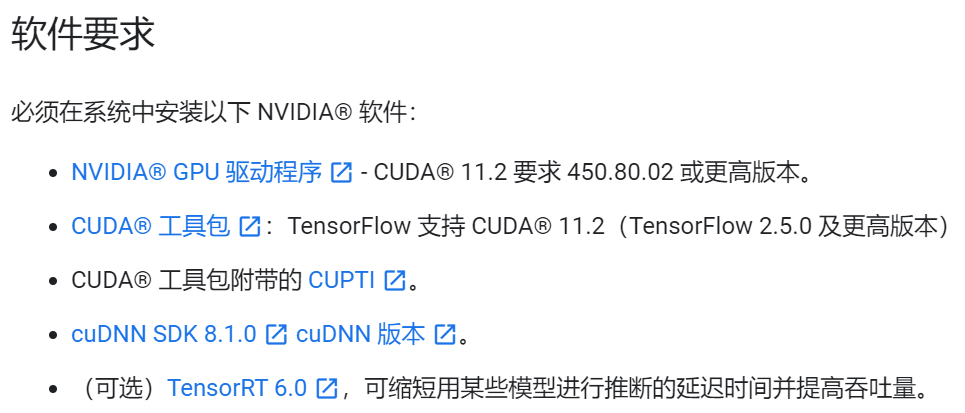 软件要求
必须在系统中安装以下 NVIDIA® 软件：
NVIDIA® GPU 驱动程序 - CUDA® 11.2 要求 450.80.02 或更高版本。
CUDA® 工具包：TensorFlow 支持 CUDA® 11.2（TensorFlow 2.5.0 及更高版本）
CUDA® 工具包附带的 CUPTI。
cuDNN SDK 8.1.0 cuDNN 版本。
（可选）TensorRT 6.0，可缩短用某些模型进行推断的延迟时间并提高吞吐量。